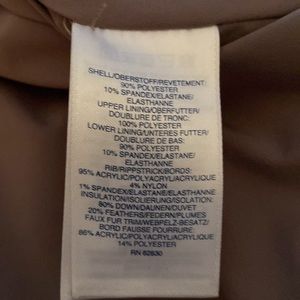 SHELL/OBERSTOFF/REVETEMENT/
90% POLYESTER
10% SPANDEX/ELASTANE/
ELASTHANNE
UPPER LINING/OBERFUTTER/
DOUBLURE DE TRONC:
100% POLYESTER
LOWER LINING/UNTERES FUTTER/
DOUBLURE DE BAS:
90% POLYESTER
10% SPANDEX/ELASTANE/
ELASTHANNE
RIB/RIPPSTRICK/BORDS:
95% ACRYLIC/POLYACRYL/ACRYLIQUE
4% NYLON
1% SPANDEX/ELASTANE/ELASTHANNE
INSULATION/ISOLIERUNG/ISOLATION:
80% DOWN/DAUNEN/DUVET
20% FEATHERS/FEDERN/PLUMES
FAUX FUR TRIM/WEBPELZ-BESATZ/
BORD FAUSSE FOURRURE:
86% ACRYLIC/POLYACRYL/ACRYLIQUE
14% POLYESTER
RN 62830